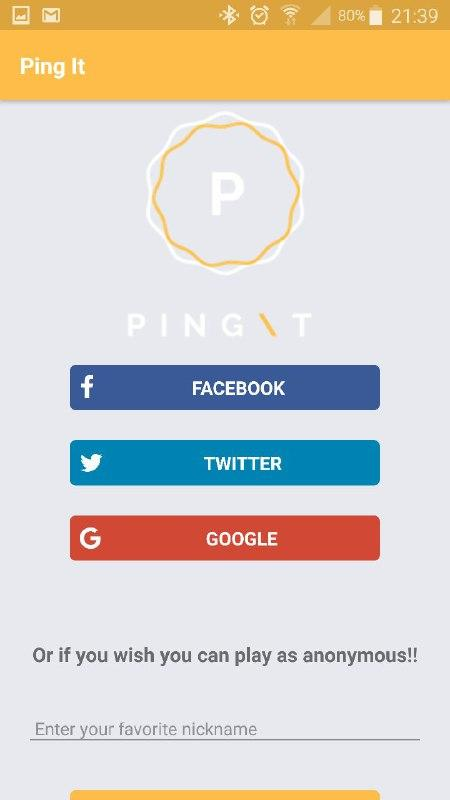 80% 21:39
Ping It
P
PING\T
FACEBOOK
TWITTER
GOOGLE
Or if you wish you can play as anonymous!!
Enter your favorite nickname